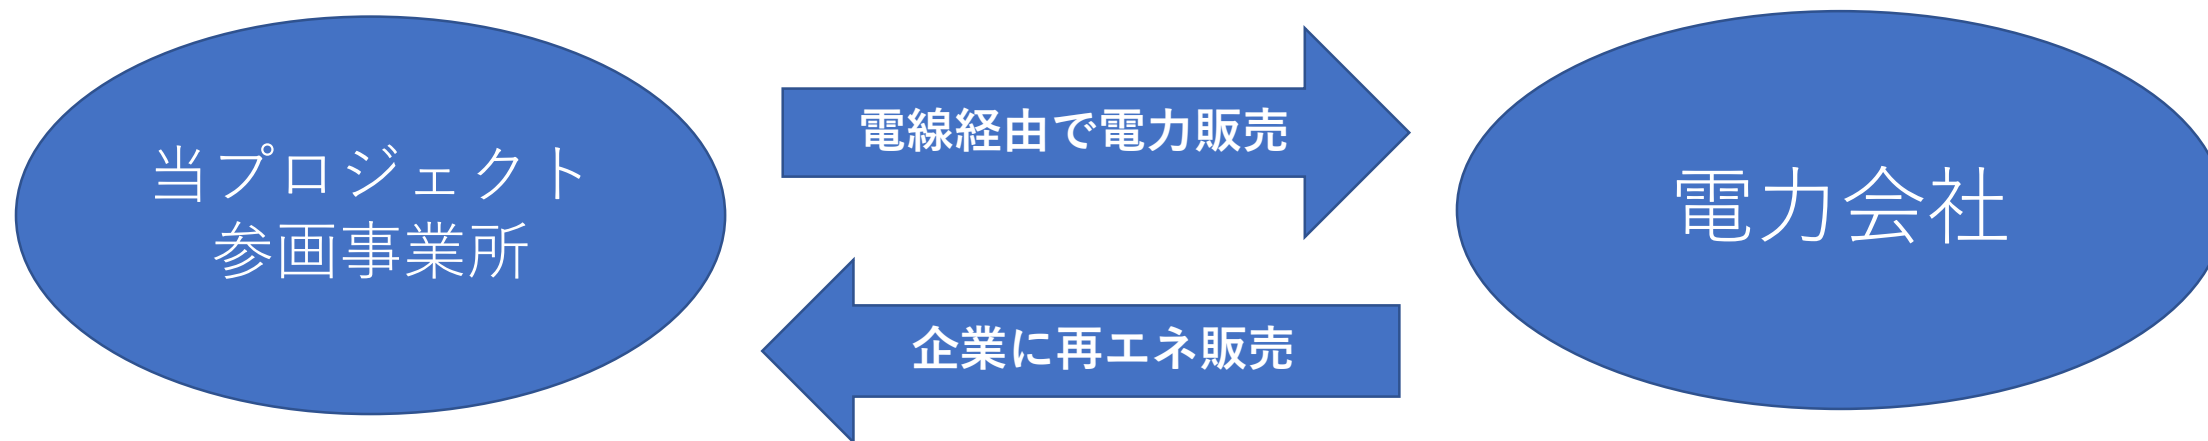 当プロジェクト
参画事業所
電線経由で電力販売
企業に再エネ販売
電力会社